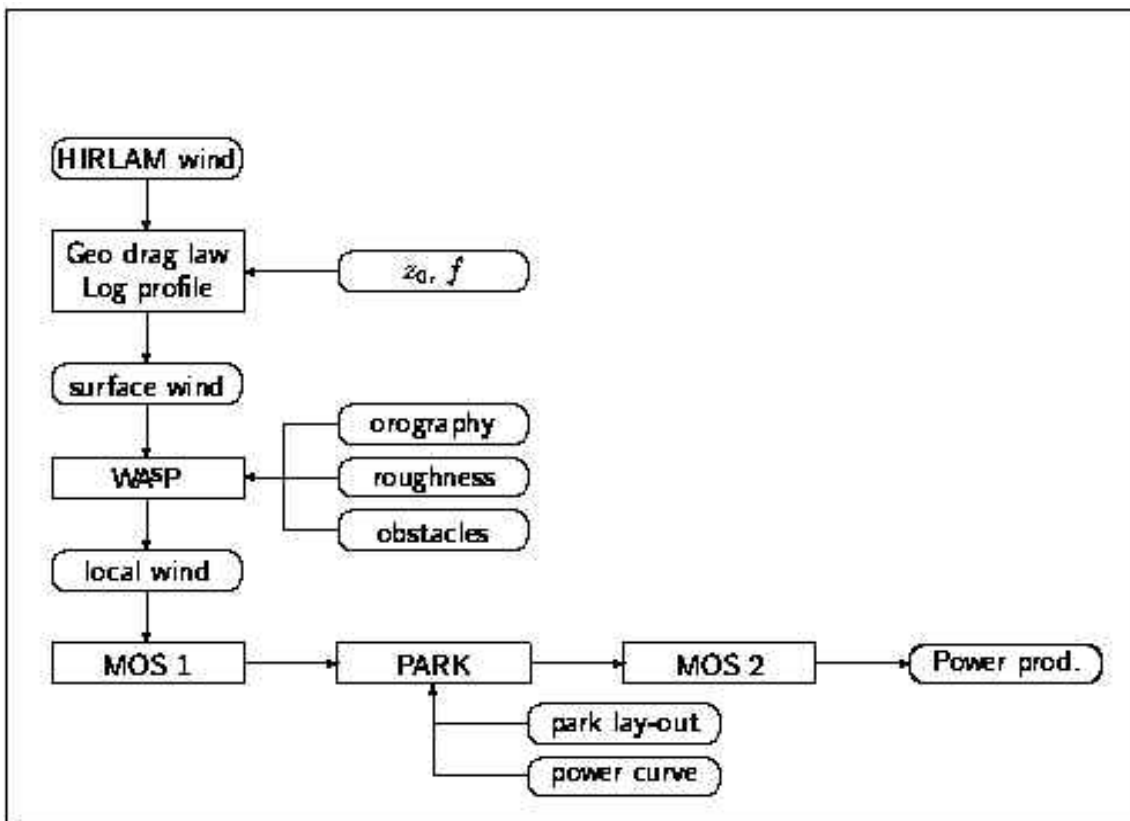 HIRLAM wind
Geo drag law
Log profile
z₀, f
surface wind
orography
WAsP
roughness
obstacles
local wind
MOS 1
PARK
MOS 2
Power prod.
park lay-out
power curve